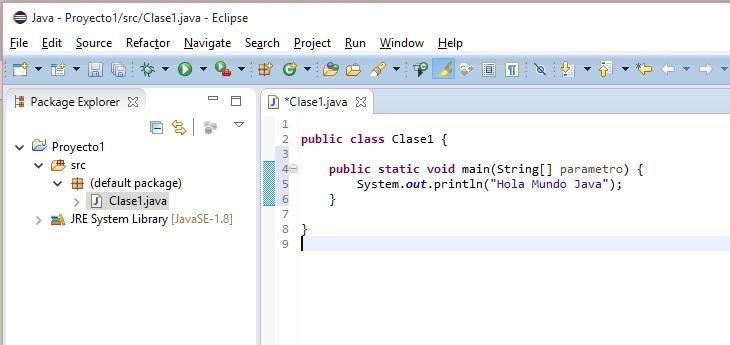 Java - Proyecto1/src/Clase1.java - Eclipse
File Edit Source Refactor Navigate Search Project Run Window Help
Package Explorer
Proyecto1
src
(default package)
Clase1.java
JRE System Library [JavaSE-1.8]
*Clase1.java
1
2 public class Clase1 {
3
4 public static void main(String[] parametro) {
5 System.out.println("Hola Mundo Java");
6 }
7
8 }
9